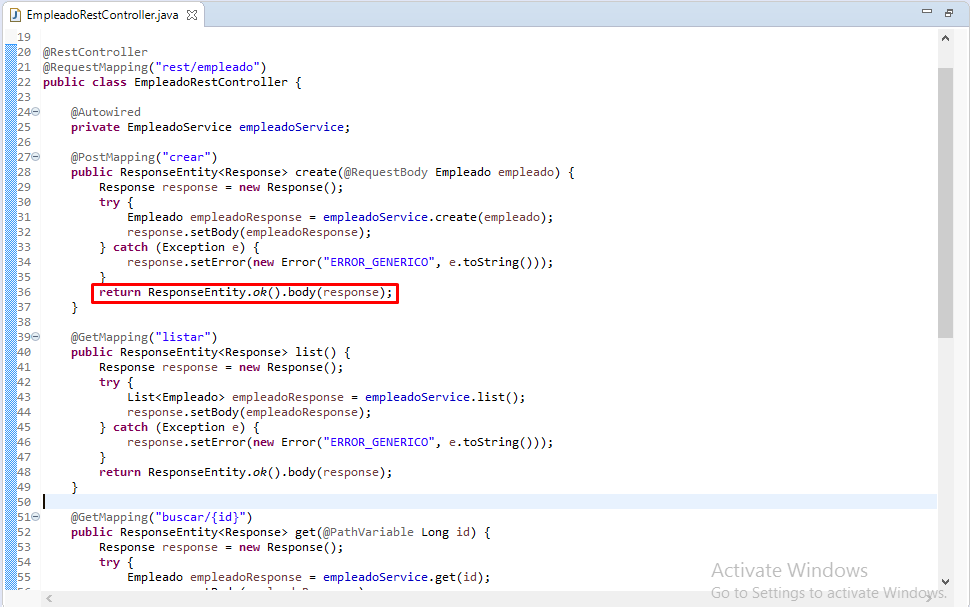 EmpleadoRestController.java
19
20 @RestController
21 @RequestMapping("rest/empleado")
22 public class EmpleadoRestController {
23
24 @Autowired
25 private EmpleadoService empleadoService;
26
27 @PostMapping("crear")
28 public ResponseEntity<Response> create(@RequestBody Empleado empleado) {
29 Response response = new Response();
30 try {
31 Empleado empleadoResponse = empleadoService.create(empleado);
32 response.setBody(empleadoResponse);
33 } catch (Exception e) {
34 response.setError(new Error("ERROR_GENERICO", e.toString()));
35 }
36 return ResponseEntity.ok().body(response);
37 }
38
39 @GetMapping("listar")
40 public ResponseEntity<Response> list() {
41 Response response = new Response();
42 try {
43 List<Empleado> empleadoResponse = empleadoService.list();
44 response.setBody(empleadoResponse);
45 } catch (Exception e) {
46 response.setError(new Error("ERROR_GENERICO", e.toString()));
47 }
48 return ResponseEntity.ok().body(response);
49 }
50
51 @GetMapping("buscar/{id}")
52 public ResponseEntity<Response> get(@PathVariable Long id) {
53 Response response = new Response();
54 try {
55 Empleado empleadoResponse = empleadoService.get(id);
Activate Windows
Go to Settings to activate Windows.